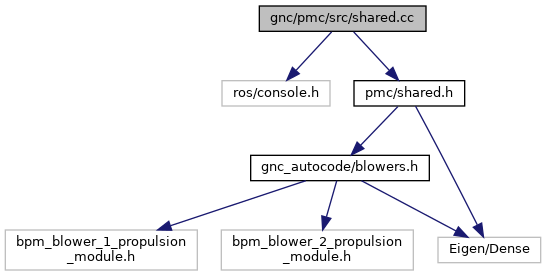 gnc/pmc/src/shared.cc
ros/console.h
pmc/shared.h
gnc_autocode/blowers.h
bpm_blower_1_propulsion
_module.h
bpm_blower_2_propulsion
_module.h
Eigen/Dense